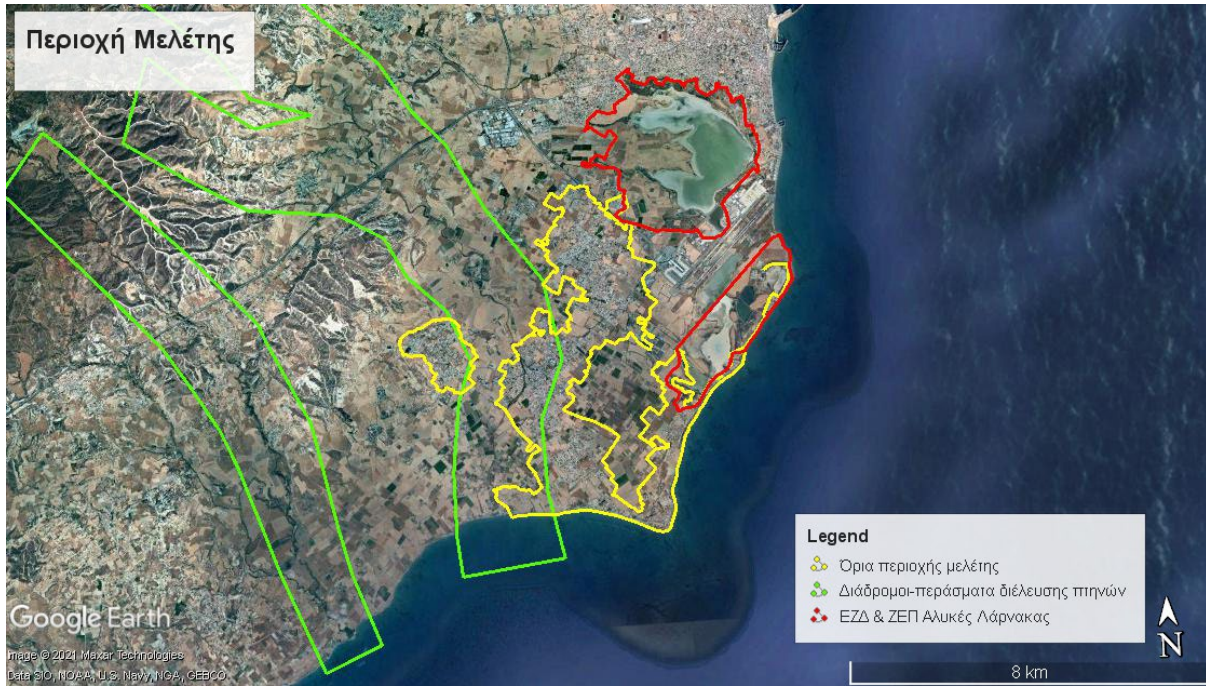 Περιοχή Μελέτης
Legend
Όρια περιοχής μελέτης
Διάδρομοι-περάσματα διέλευσης πτηνών
ΕΖΔ & ΖΕΠ Αλυκές Λάρνακας
Google Earth
Image © 2021 Maxar Technologies
Data SIO, NOAA, U.S. Navy, NGA, GEBCO
N
8 km